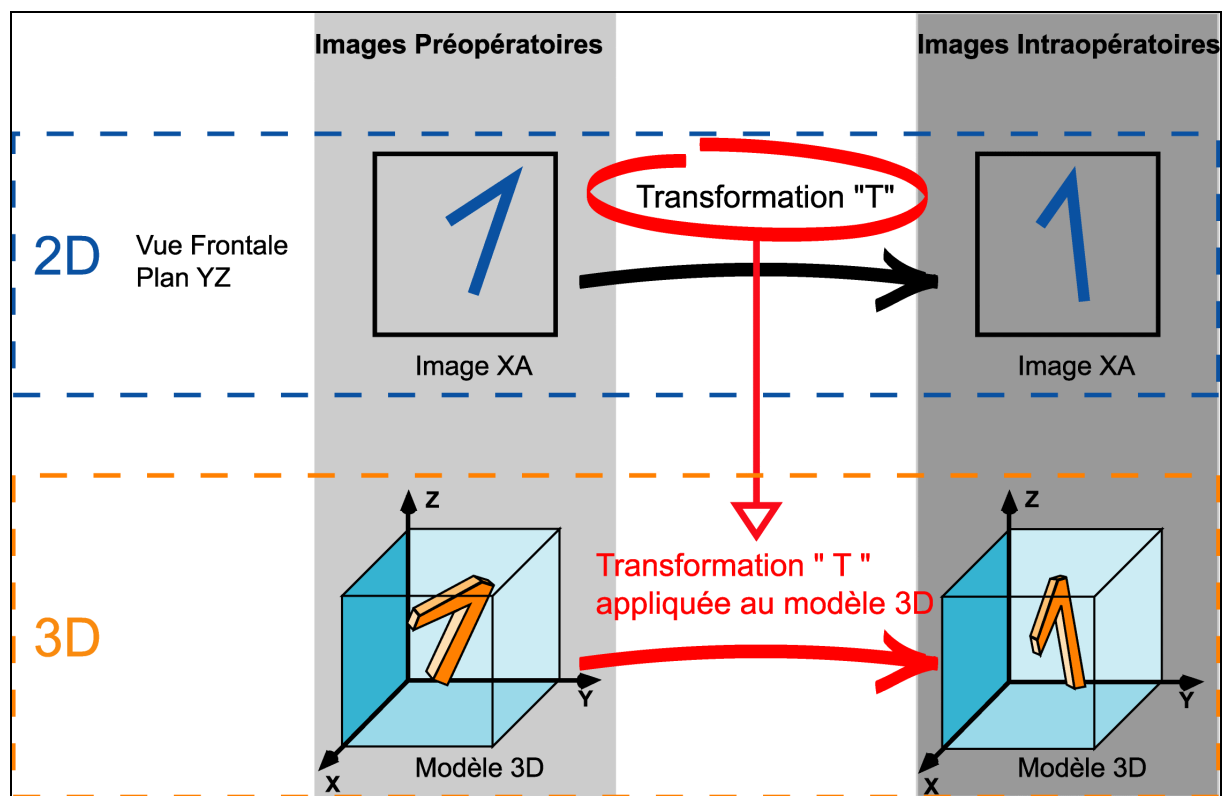 Images Préopératoires
Images Intraopératoires
Transformation "T"
2D
Vue Frontale
Plan YZ
Image XA
Image XA
Z
Z
Transformation " T "
appliquée au modèle 3D
3D
Y
Y
X
Modèle 3D
X
Modèle 3D